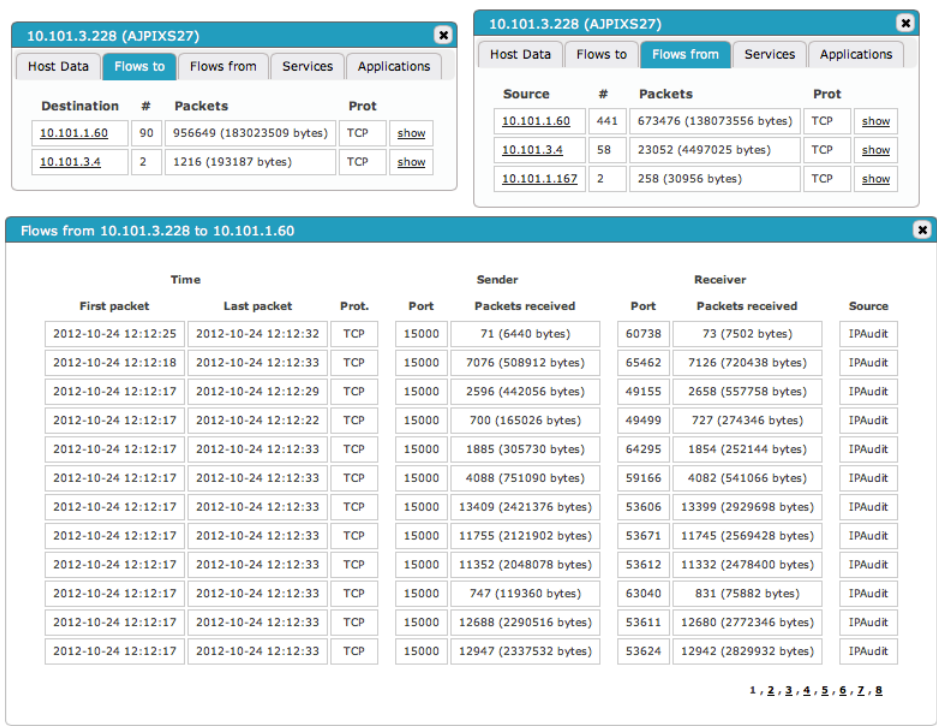 10.101.3.228 (AJPIXS27)
Host Data Flows to Flows from Services Applications
Destination # Packets Prot
10.101.1.60 90 956649 (183023509 bytes) TCP show
10.101.3.4 2 1216 (193187 bytes) TCP show
10.101.3.228 (AJPIXS27)
Host Data Flows to Flows from Services Applications
Source # Packets Prot
10.101.1.60 441 673476 (138073556 bytes) TCP show
10.101.3.4 58 23052 (4497025 bytes) TCP show
10.101.1.167 2 258 (30956 bytes) TCP show
Flows from 10.101.3.228 to 10.101.1.60
Time Sender Receiver
First packet Last packet Prot. Port Packets received Port Packets received Source
2012-10-24 12:12:25 2012-10-24 12:12:32 TCP 15000 71 (6440 bytes) 60738 73 (7502 bytes) IPAudit
2012-10-24 12:12:18 2012-10-24 12:12:33 TCP 15000 7076 (508912 bytes) 65462 7126 (720438 bytes) IPAudit
2012-10-24 12:12:17 2012-10-24 12:12:29 TCP 15000 2596 (442056 bytes) 49155 2658 (557758 bytes) IPAudit
2012-10-24 12:12:17 2012-10-24 12:12:22 TCP 15000 700 (165026 bytes) 49499 727 (274346 bytes) IPAudit
2012-10-24 12:12:17 2012-10-24 12:12:33 TCP 15000 1885 (305730 bytes) 64295 1854 (252144 bytes) IPAudit
2012-10-24 12:12:17 2012-10-24 12:12:33 TCP 15000 4088 (751090 bytes) 59166 4082 (541066 bytes) IPAudit
2012-10-24 12:12:17 2012-10-24 12:12:33 TCP 15000 13409 (2421376 bytes) 53606 13399 (2929698 bytes) IPAudit
2012-10-24 12:12:17 2012-10-24 12:12:33 TCP 15000 11755 (2121902 bytes) 53671 11745 (2569428 bytes) IPAudit
2012-10-24 12:12:17 2012-10-24 12:12:33 TCP 15000 11352 (2048078 bytes) 53612 11332 (2478400 bytes) IPAudit
2012-10-24 12:12:17 2012-10-24 12:12:33 TCP 15000 747 (119360 bytes) 63040 831 (75882 bytes) IPAudit
2012-10-24 12:12:17 2012-10-24 12:12:33 TCP 15000 12688 (2290516 bytes) 53611 12680 (2772346 bytes) IPAudit
2012-10-24 12:12:17 2012-10-24 12:12:33 TCP 15000 12947 (2337532 bytes) 53624 12942 (2829932 bytes) IPAudit
1 , 2 , 3 , 4 , 5 , 6 , 7 , 8